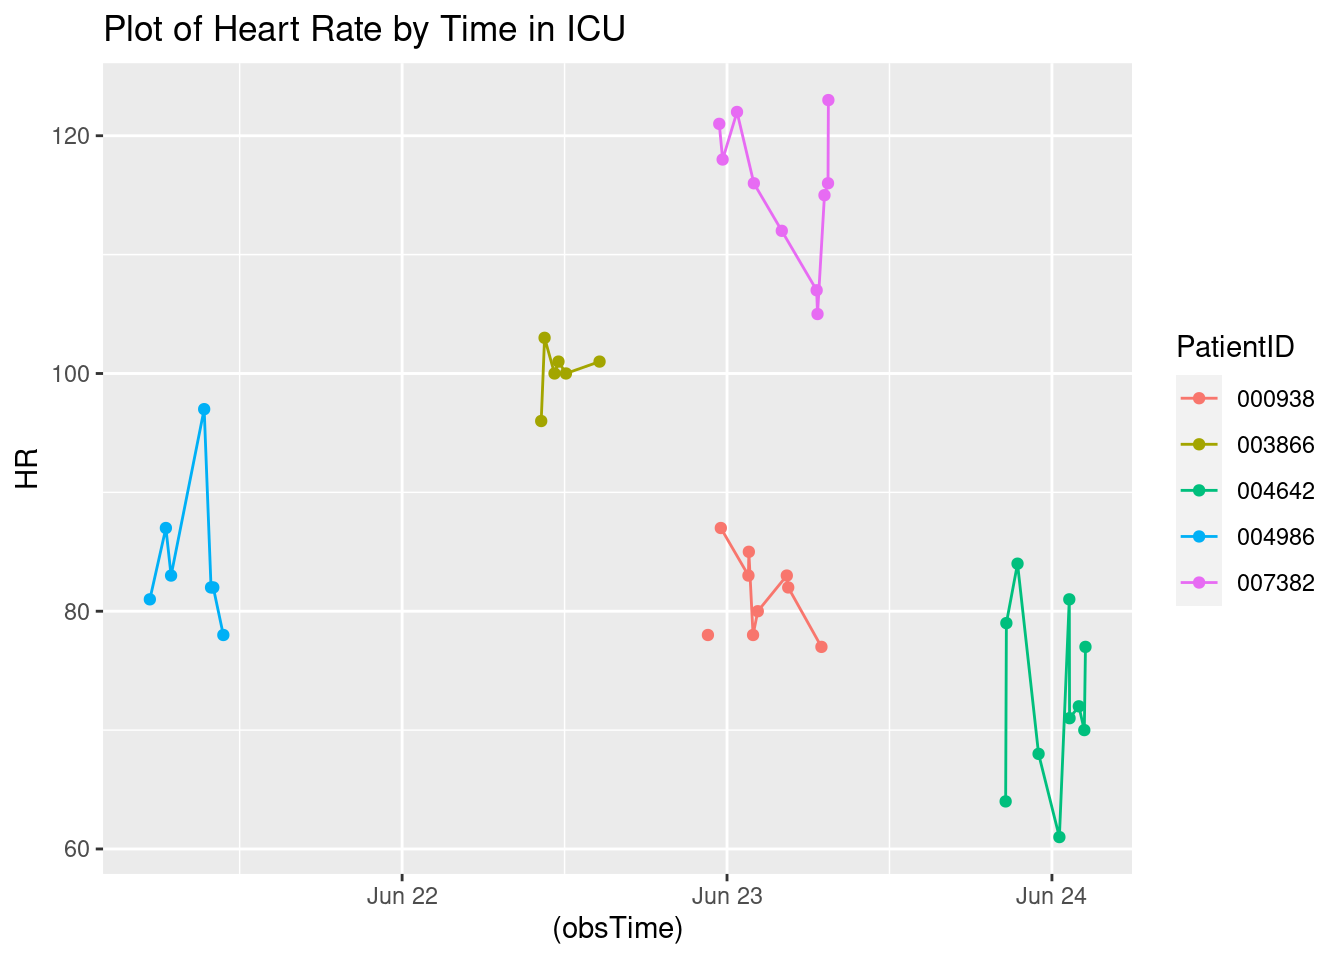 Plot of Heart Rate by Time in ICU
120
100
80
60
HR
Jun 22
Jun 23
Jun 24
(obsTime)
PatientID
000938
003866
004642
004986
007382